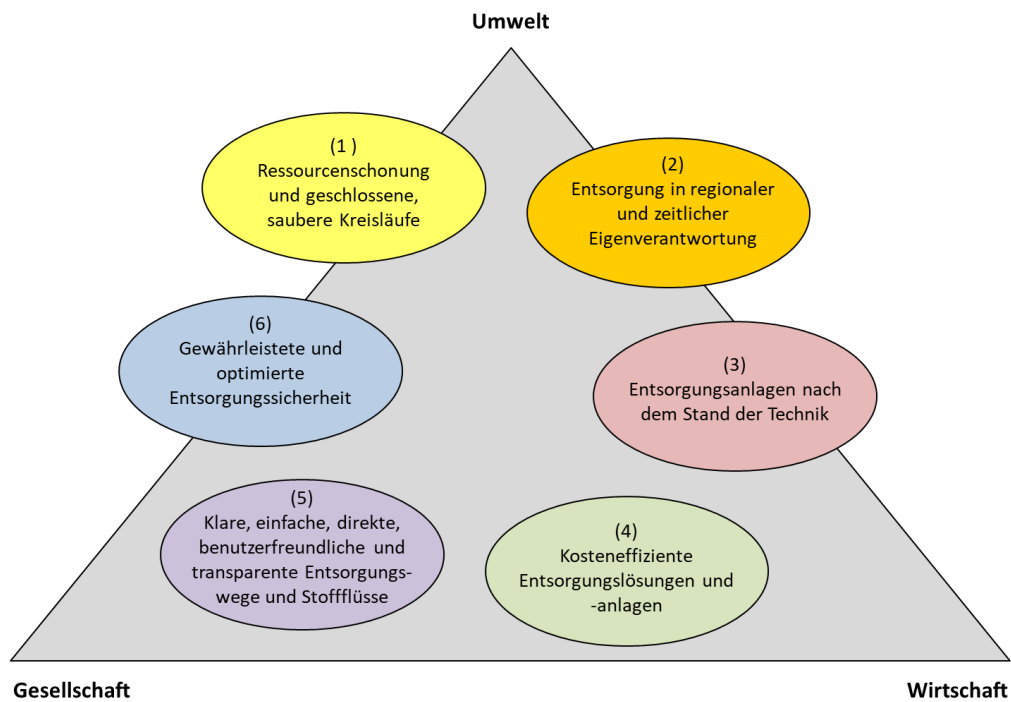 Umwelt
(1 )
Ressourcenschonung
und geschlossene,
saubere Kreisläufe
(2)
Entsorgung in regionaler
und zeitlicher
Eigenverantwortung
(6)
Gewährleistete und
optimierte
Entsorgungssicherheit
(3)
Entsorgungsanlagen nach
dem Stand der Technik
(5)
Klare, einfache, direkte,
benutzerfreundliche und
transparente Entsorgungs-
wege und Stoffflüsse
(4)
Kosteneffiziente
Entsorgungslösungen und
-anlagen
Gesellschaft
Wirtschaft